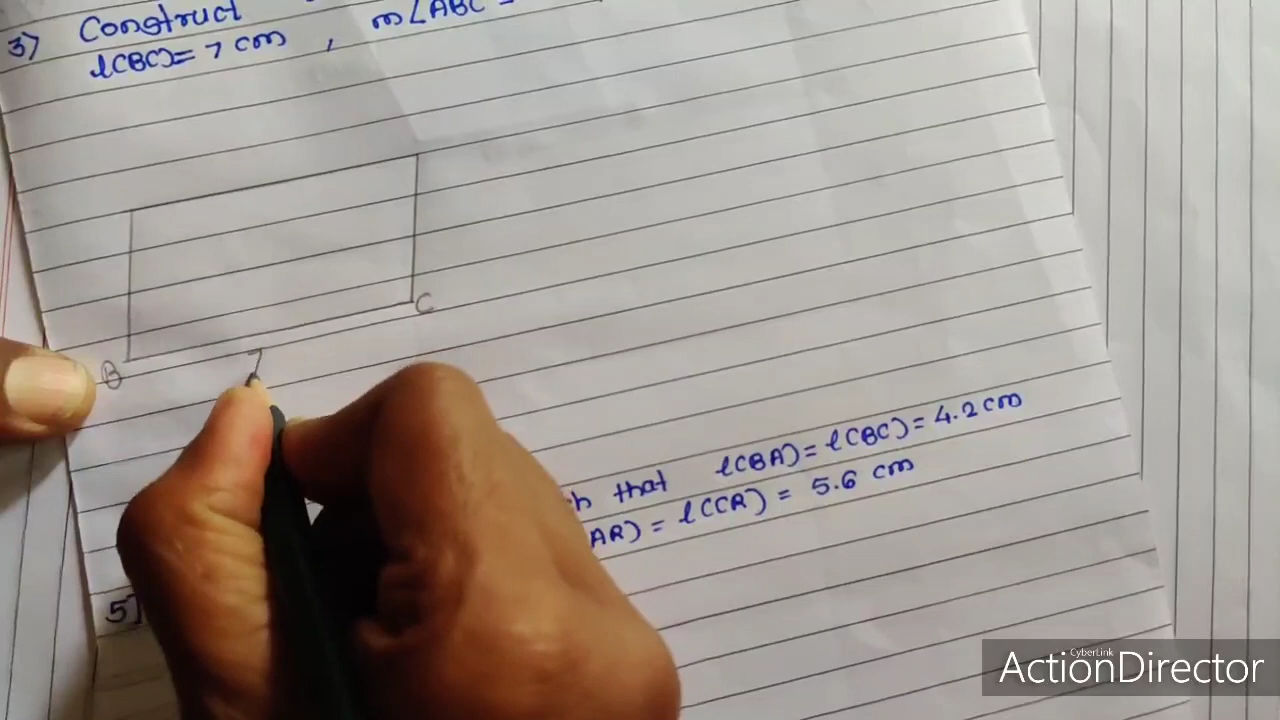 3) Construct
l(BC) = 7 cm , m∠ABC =
C
B
7
that l(BA) = l(BC) = 4.2 cm
AR) = l(CR) = 5.6 cm
5]
CyberLink
ActionDirector